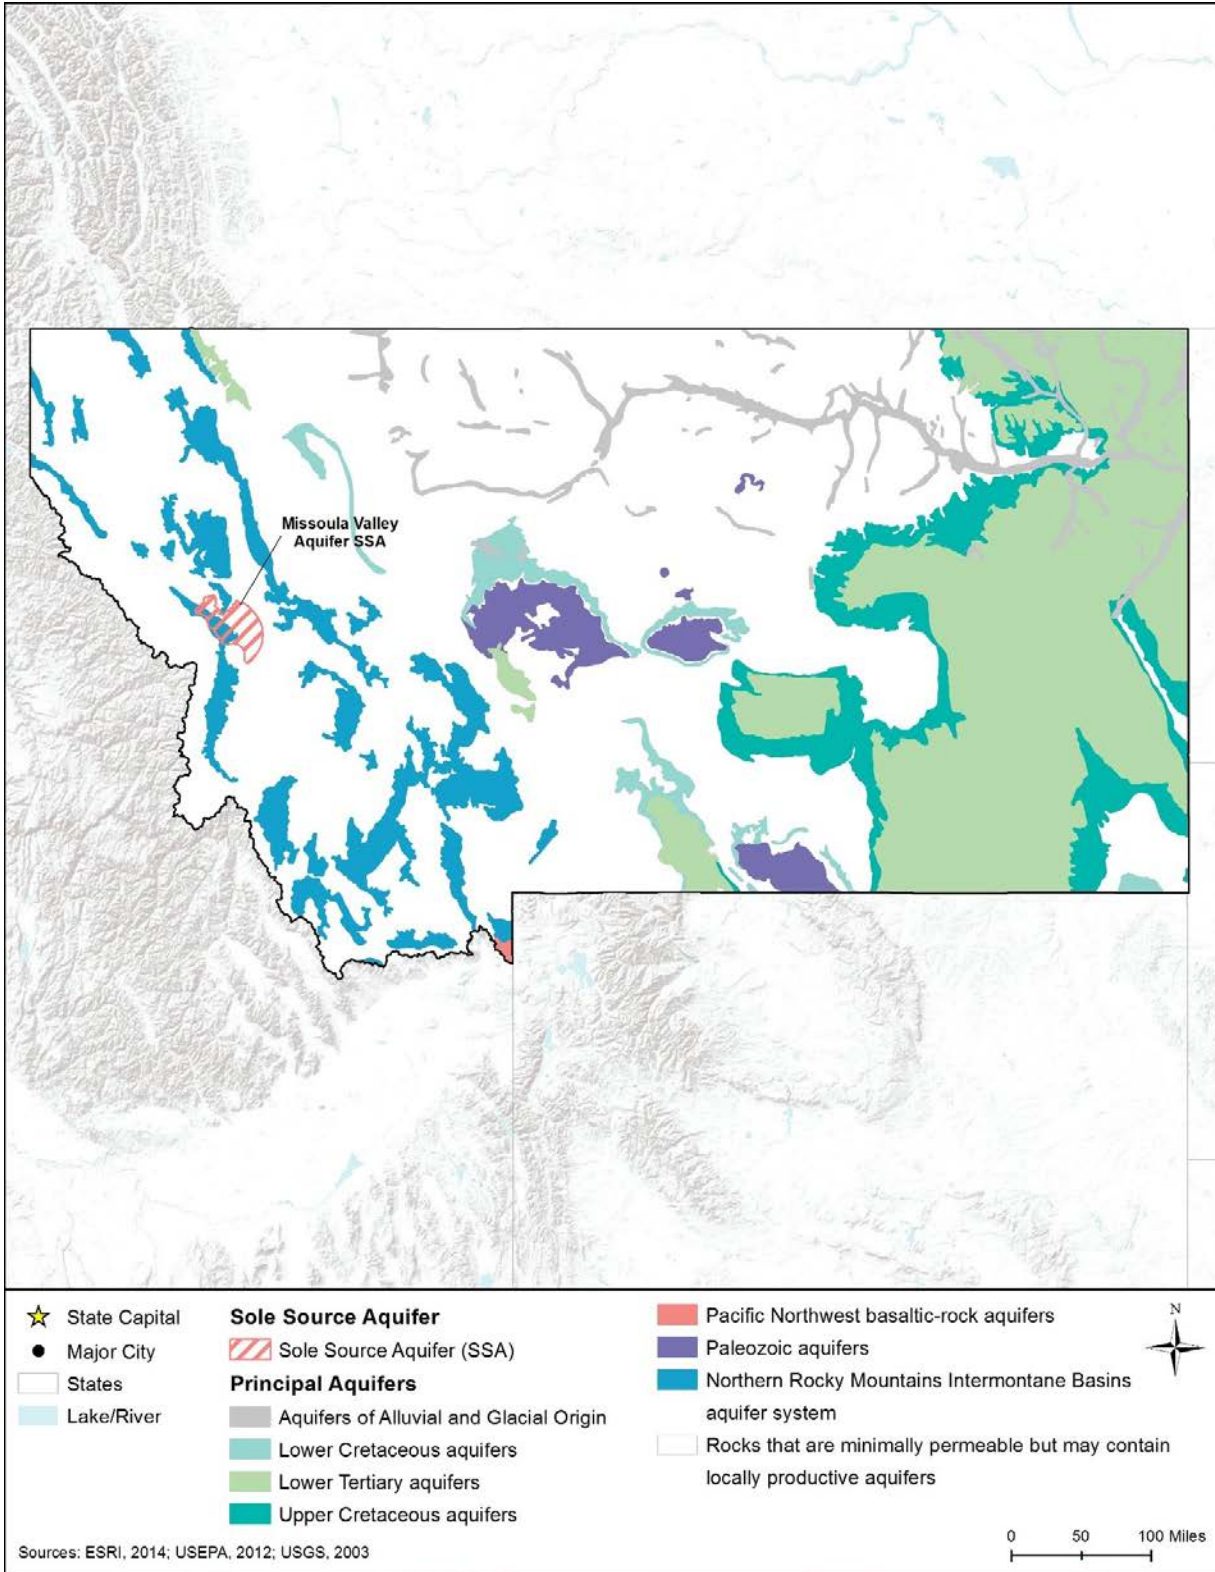 Missoula Valley
Aquifer SSA
State Capital
Major City
States
Lake/River
Sole Source Aquifer
Sole Source Aquifer (SSA)
Principal Aquifers
Aquifers of Alluvial and Glacial Origin
Lower Cretaceous aquifers
Lower Tertiary aquifers
Upper Cretaceous aquifers
Pacific Northwest basaltic-rock aquifers
Paleozoic aquifers
Northern Rocky Mountains Intermontane Basins
aquifer system
Rocks that are minimally permeable but may contain
locally productive aquifers
N
0 50 100 Miles
Sources: ESRI, 2014; USEPA, 2012; USGS, 2003